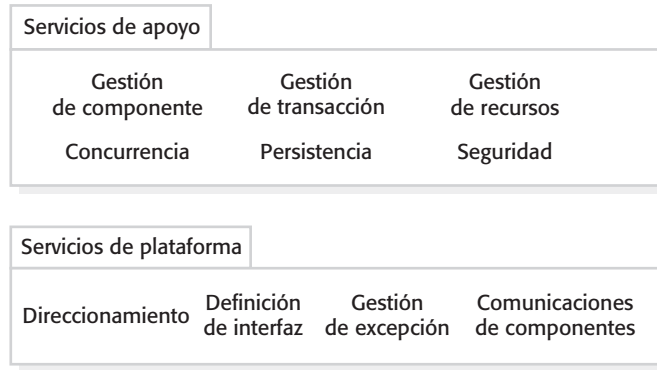 Servicios de apoyo
Gestión de componente
Gestión de transacción
Gestión de recursos
Concurrencia Persistencia Seguridad
Servicios de plataforma
Direccionamiento
Definición de interfaz
Gestión de excepción
Comunicaciones de componentes